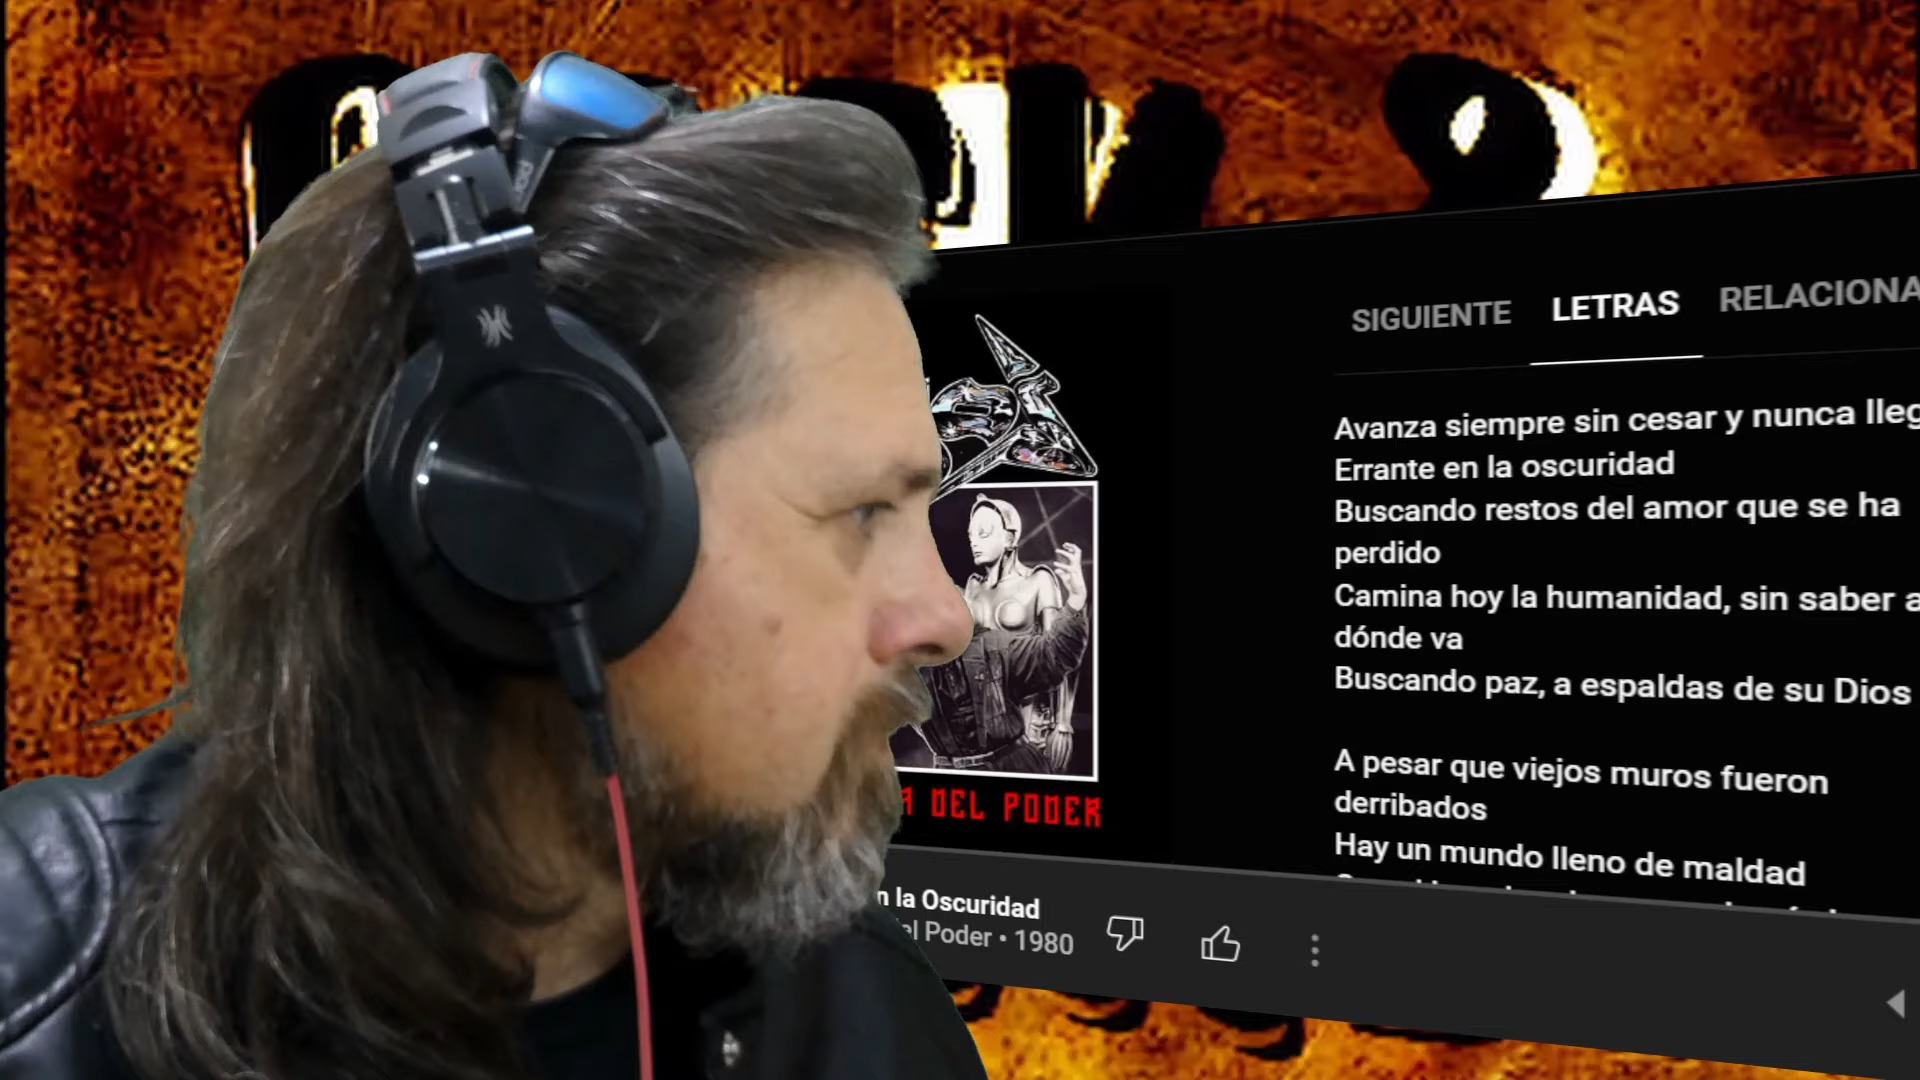 SIGUIENTE LETRAS RELACIONA
Avanza siempre sin cesar y nunca lleg
Errante en la oscuridad
Buscando restos del amor que se ha
perdido
Camina hoy la humanidad, sin saber a
dónde va
Buscando paz, a espaldas de su Dios
A pesar que viejos muros fueron
derribados
Hay un mundo lleno de maldad
A DEL PODER
n la Oscuridad
el Poder • 1980